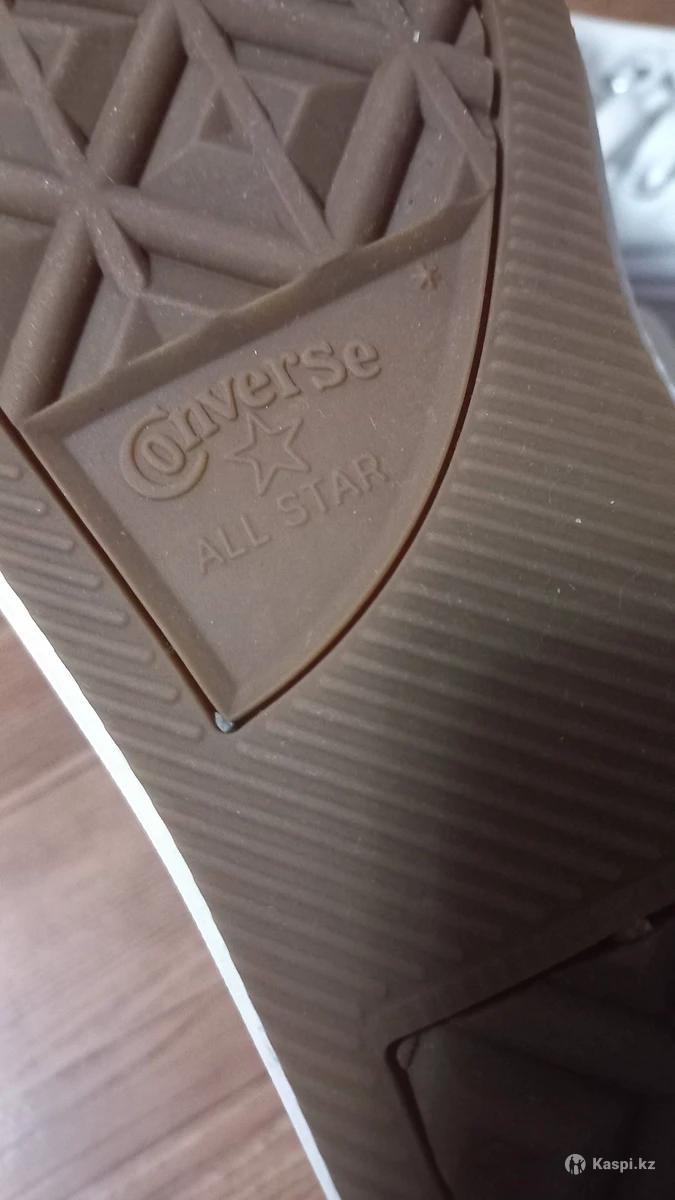 Converse
ALL STAR
Kaspi.kz